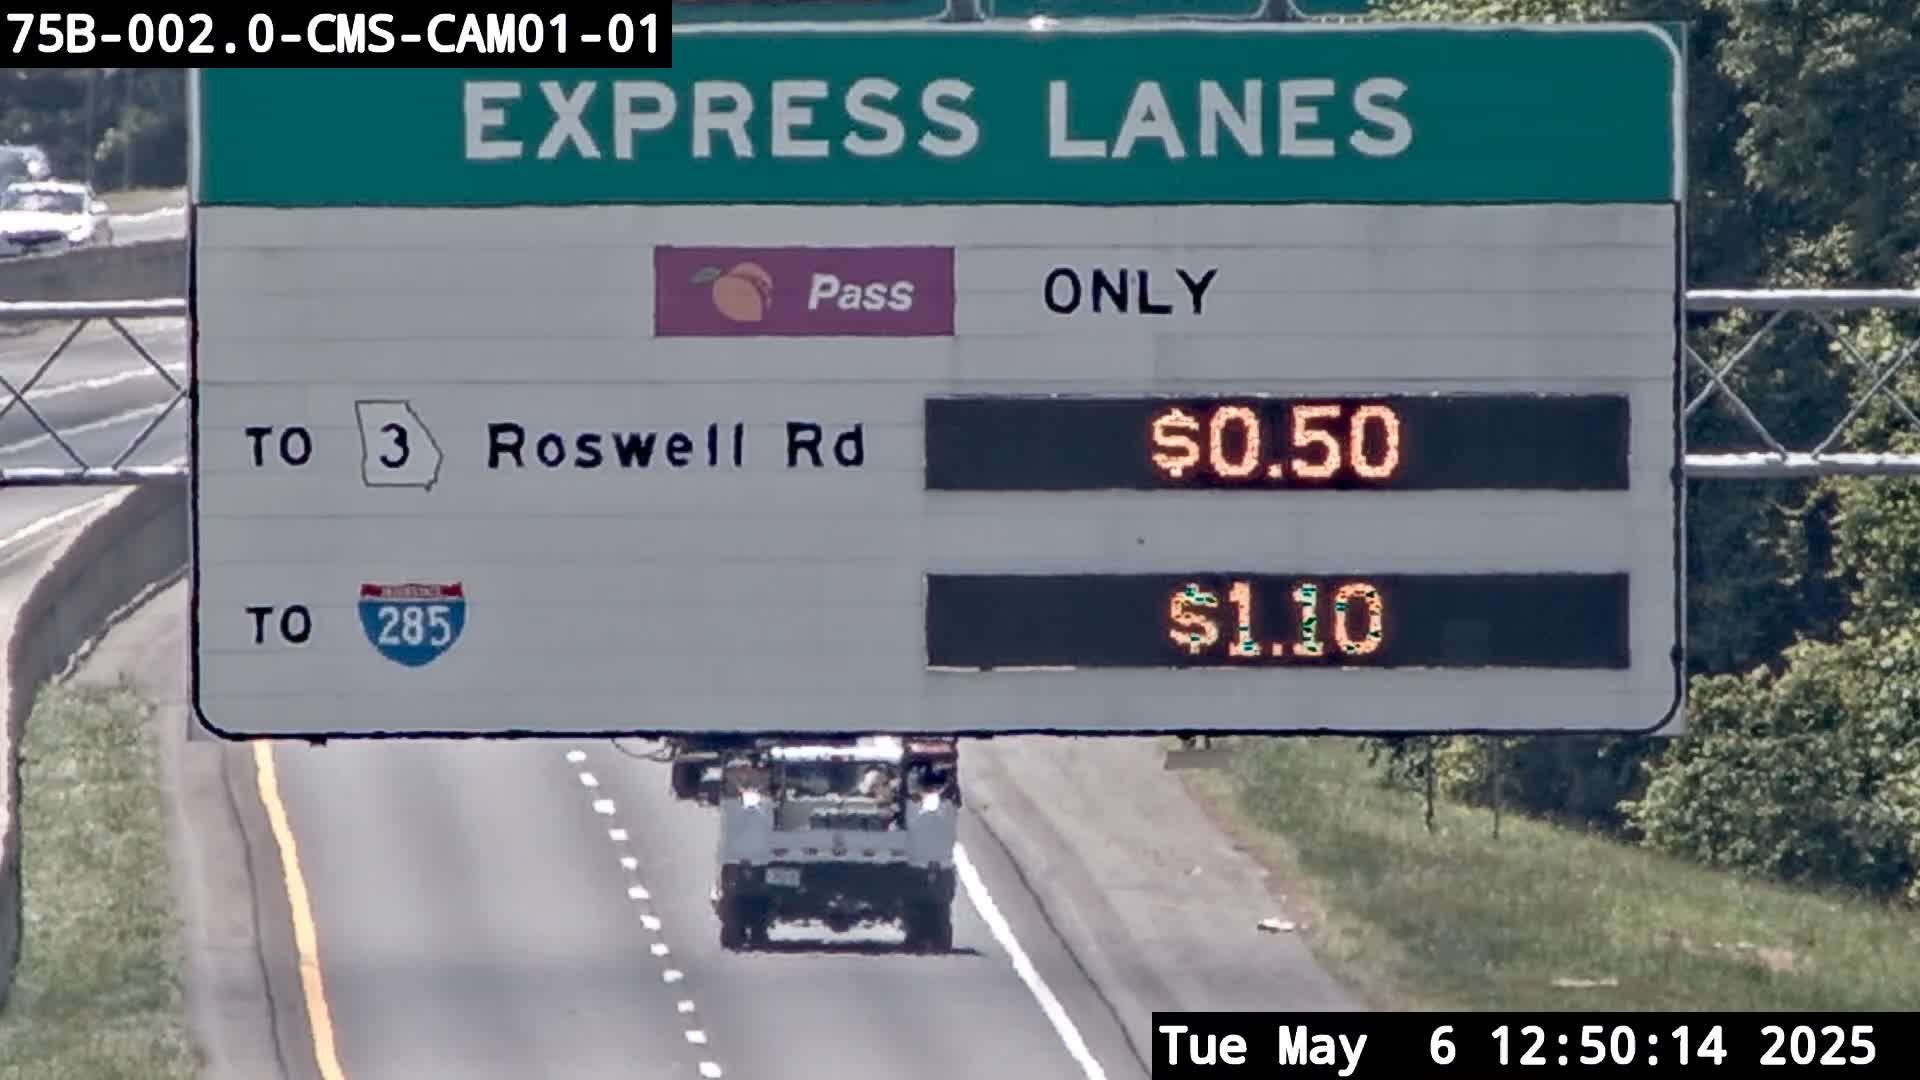 75B-002.0-CMS-CAM01-01
EXPRESS LANES
Pass ONLY
TO 3 Roswell Rd $0.50
TO 285 $1.10
Tue May 6 12:50:14 2025